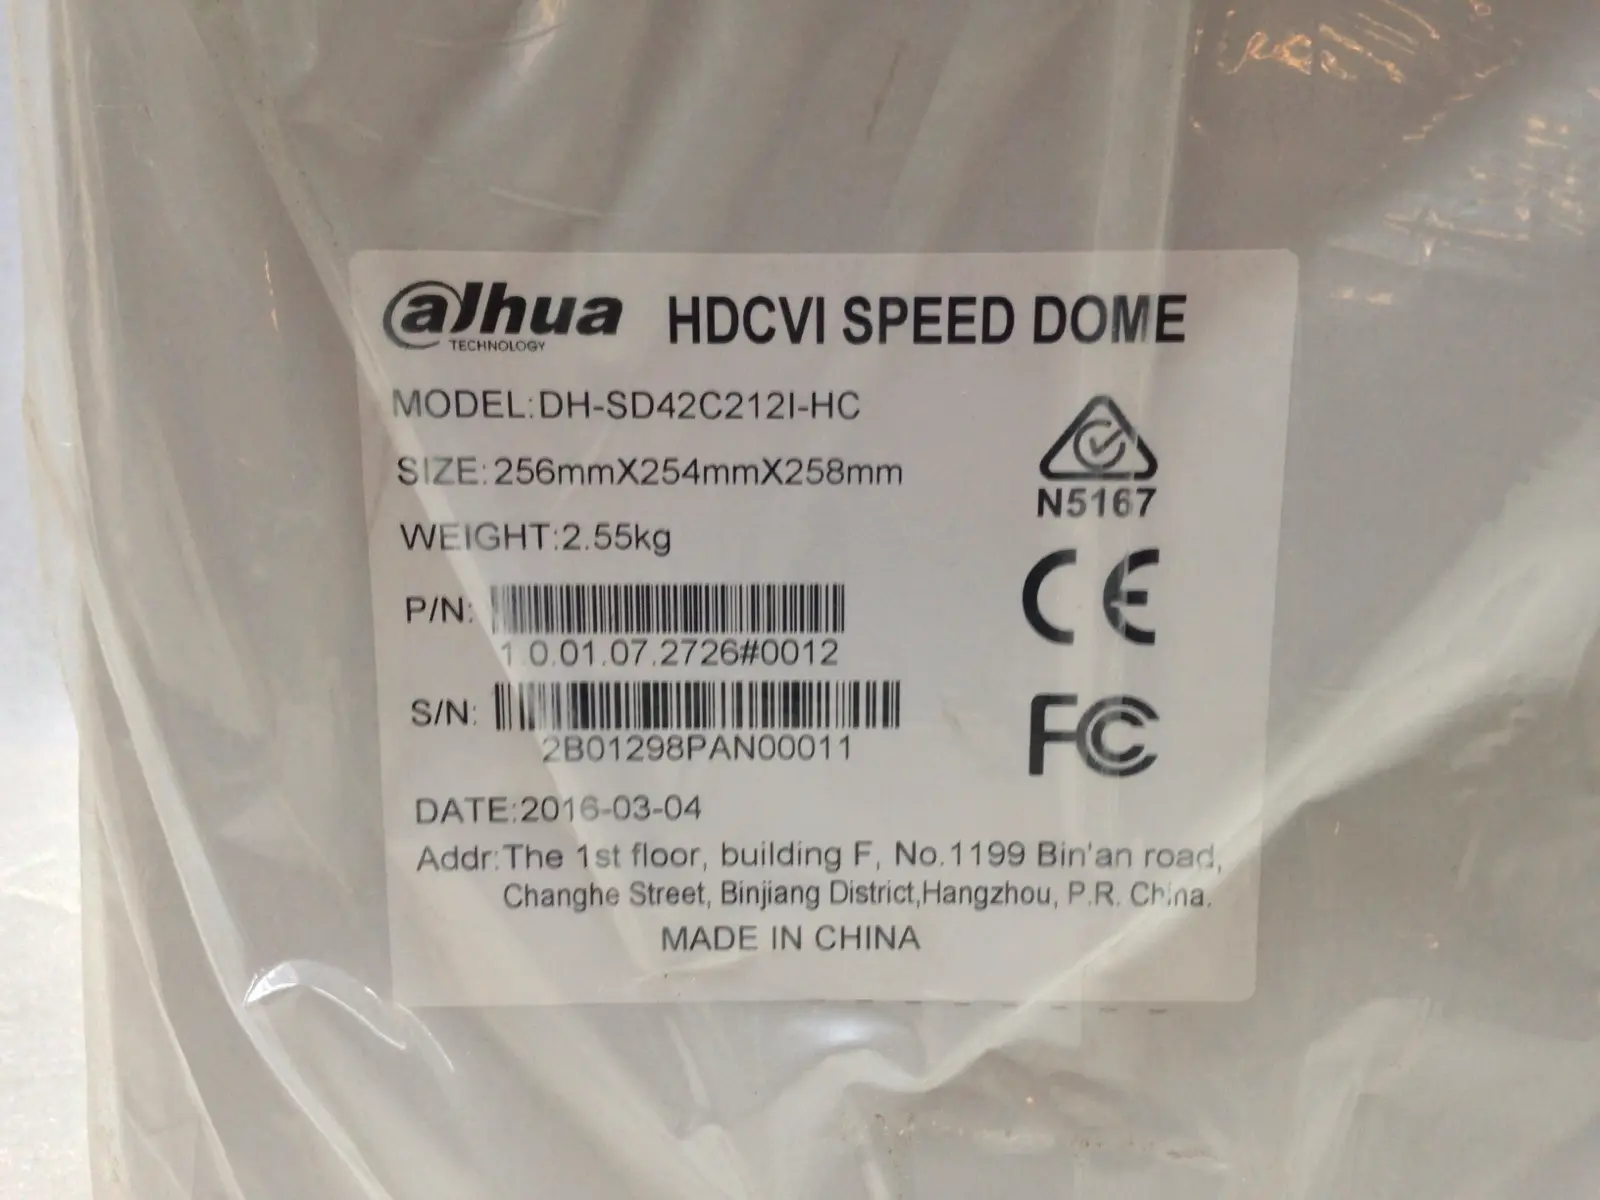 alhua HDCVI SPEED DOME
TECHNOLOGY
MODEL:DH-SD42C212I-HC
SIZE:256mmX254mmX258mm
N5167
WEIGHT:2.55kg
CE
P/N:
1.0.01.07.2726#0012
S/N:
FC
2B01298PAN00011
DATE:2016-03-04
Addr:The 1st floor, building F, No.1199 Bin'an road,
Changhe Street, Binjiang District,Hangzhou, P.R. China.
MADE IN CHINA